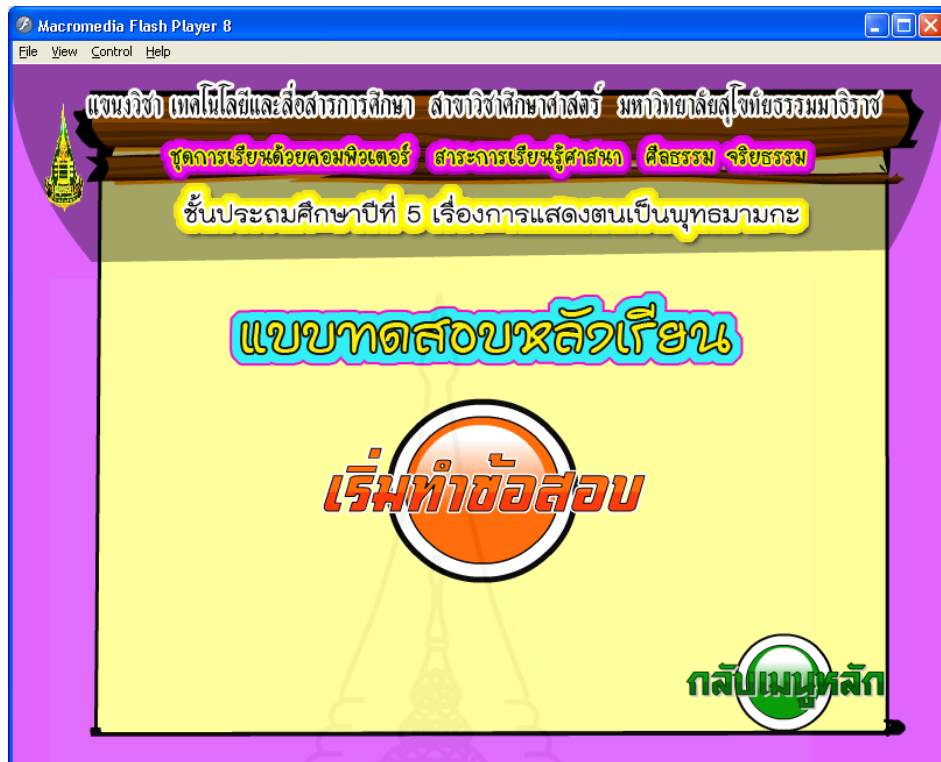 Macromedia Flash Player 8
File View Control Help
แขนงวิชา เทคโนโลยีและสื่อสารการศึกษา สาขาวิชาศึกษาศาสตร์ มหาวิทยาลัยสุโขทัยธรรมมาธิราช
ชุดการเรียนด้วยคอมพิวเตอร์ สาระการเรียนรู้ศาสนา ศีลธรรม จริยธรรม
ชั้นประถมศึกษาปีที่ 5 เรื่องการแสดงตนเป็นพุทธมามกะ
แบบทดสอบหลังเรียน
เริ่มทำข้อสอบ
กลับเมนูหลัก